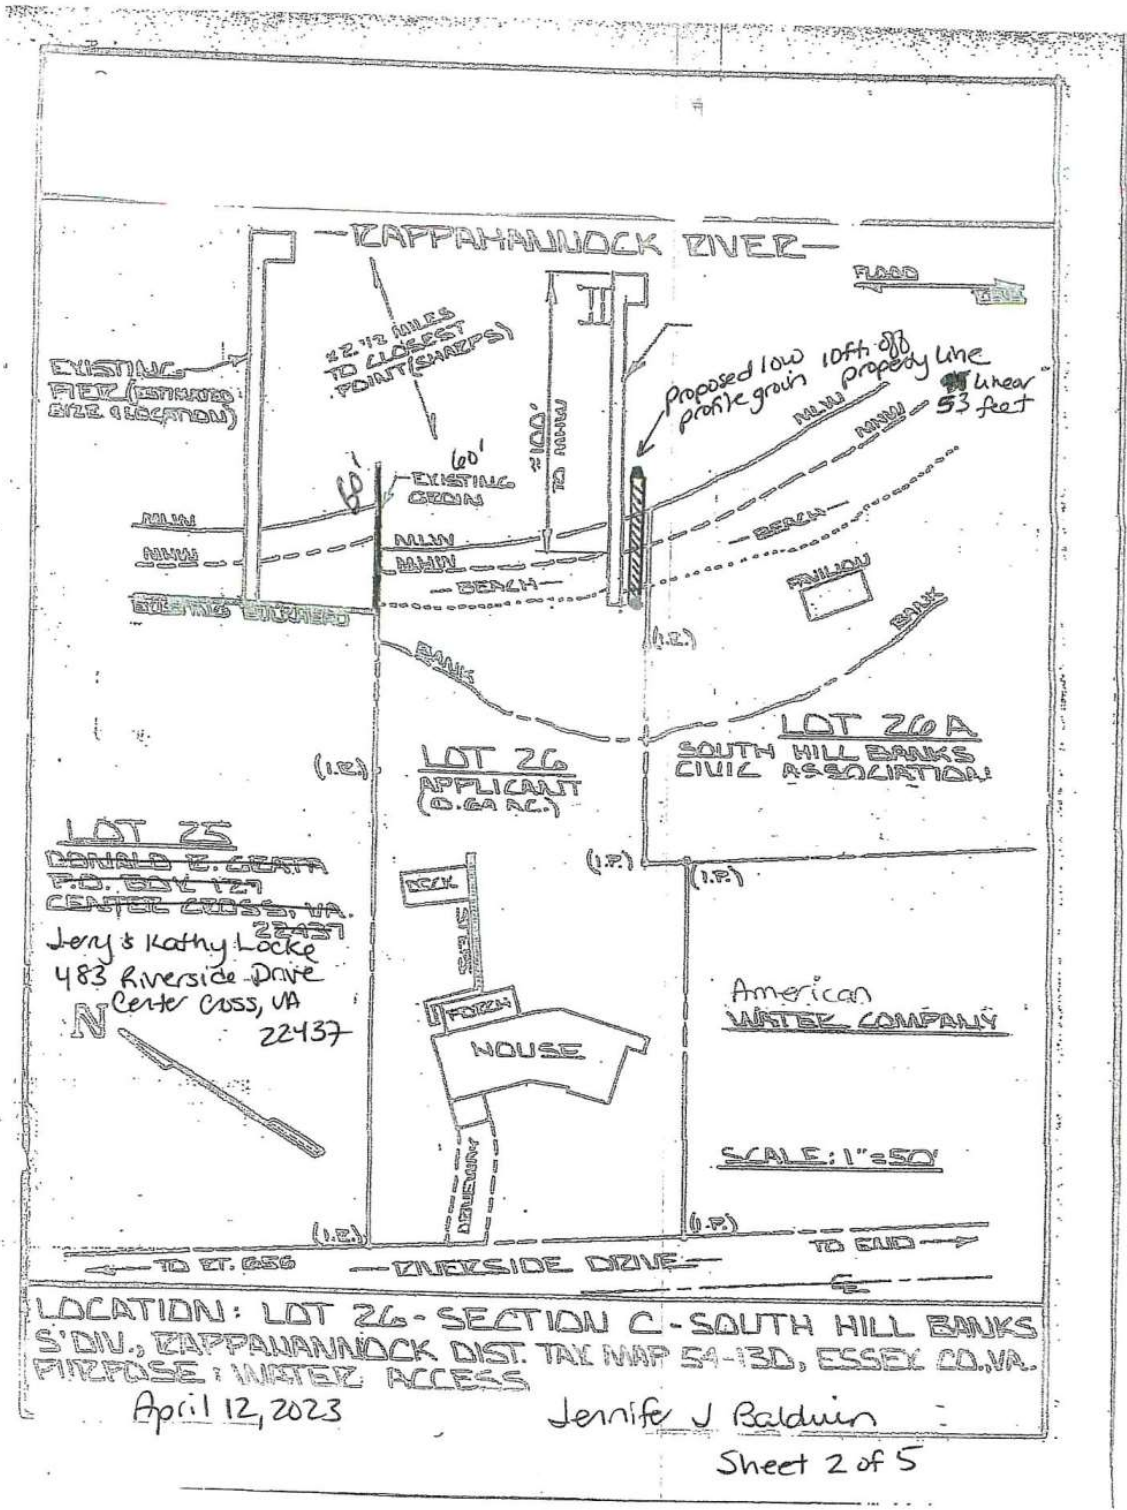 —RAPPAHANNOCK RIVER—
FLOOD
EBB
± 2 1/2 MILES
TO CLOSEST
POINT (SHARPS)
EXISTING
PIER (ESTIMATED
SIZE & LOCATION)
≈100'
TO MHW
proposed low
profile groin
10ft. off
property line
linear
53 feet
MLW
MHW
60'
60'
EXISTING
GROIN
MLW
MHW
MLW
MHW
—BEACH—
—BEACH—
PAVILION
EXISTING BULKHEAD
BANK
BANK
(I.P.)
(I.P.)
LOT 26
APPLICANT
(0.69 AC.)
LOT 26A
SOUTH HILL BANKS
CIVIC ASSOCIATION
LOT 25
DONALD E.
P.O. BOX 127
CENTER CROSS, VA.
22437
Jerry & Kathy Locke
483 Riverside Drive
Center Cross, VA
22437
N
(I.P.)
(I.P.)
DECK
STEPS
PORCH
HOUSE
DRIVEWAY
American
WATER COMPANY
SCALE: 1"=50'
(I.P.)
(I.P.)
TO RT. 656
—RIVERSIDE DRIVE—
TO END
LOCATION: LOT 26-SECTION C-SOUTH HILL BANKS
S'DIV., RAPPAHANNOCK DIST. TAX MAP 54-13D, ESSEX CO., VA.
PURPOSE: WATER ACCESS
April 12, 2023
Jennifer J Baldwin
Sheet 2 of 5